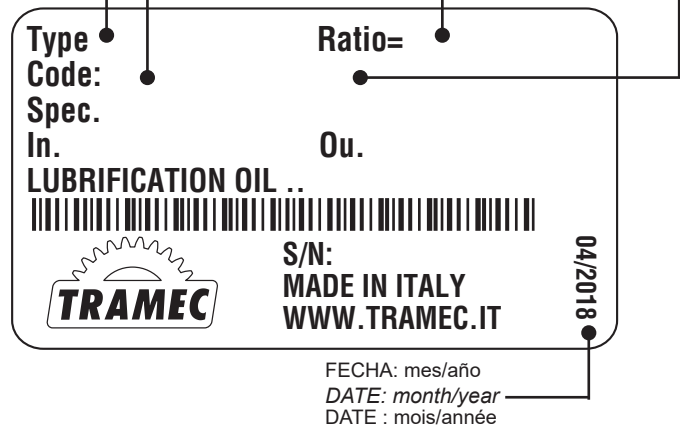 Type Ratio=
Code:
Spec.
In. Ou.
LUBRIFICATION OIL ..
TRAMEC
S/N:
MADE IN ITALY
WWW.TRAMEC.IT
04/2018
FECHA: mes/año
DATE: month/year
DATE : mois/année